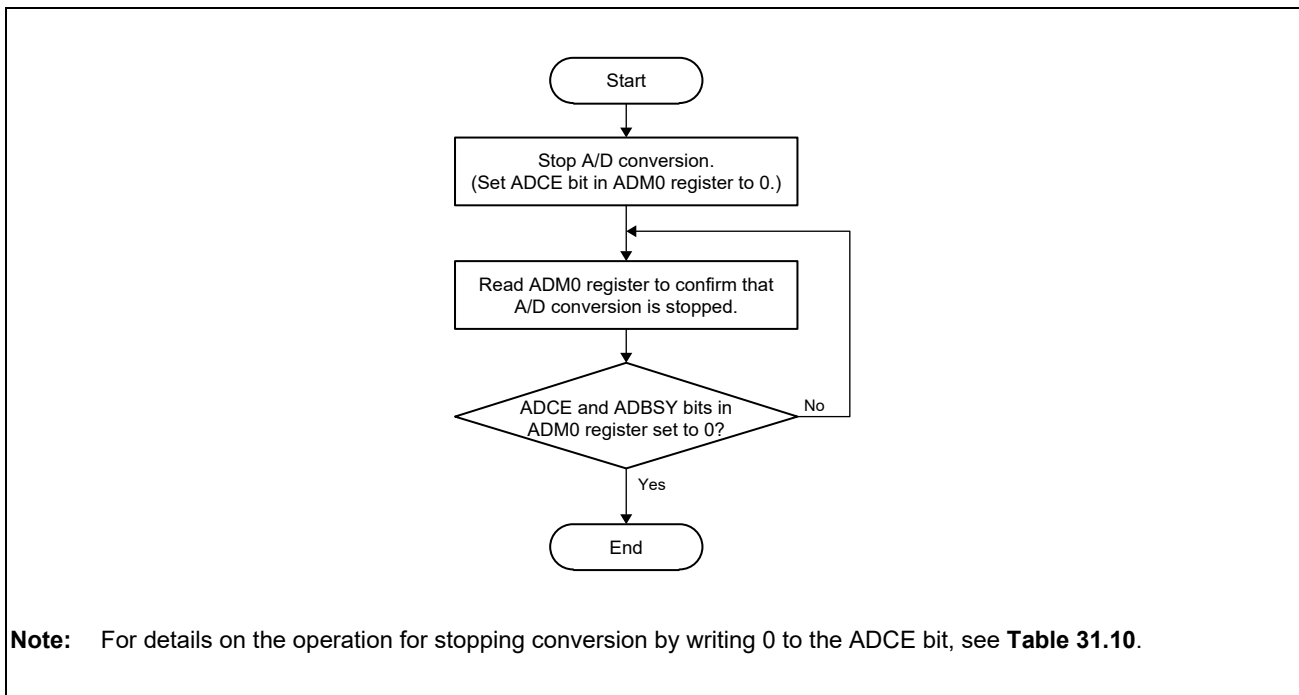 Start
Stop A/D conversion.
(Set ADCE bit in ADM0 register to 0.)
Read ADM0 register to confirm that
A/D conversion is stopped.
ADCE and ADBSY bits in
ADM0 register set to 0?
No
Yes
End
Note: For details on the operation for stopping conversion by writing 0 to the ADCE bit, see Table 31.10.